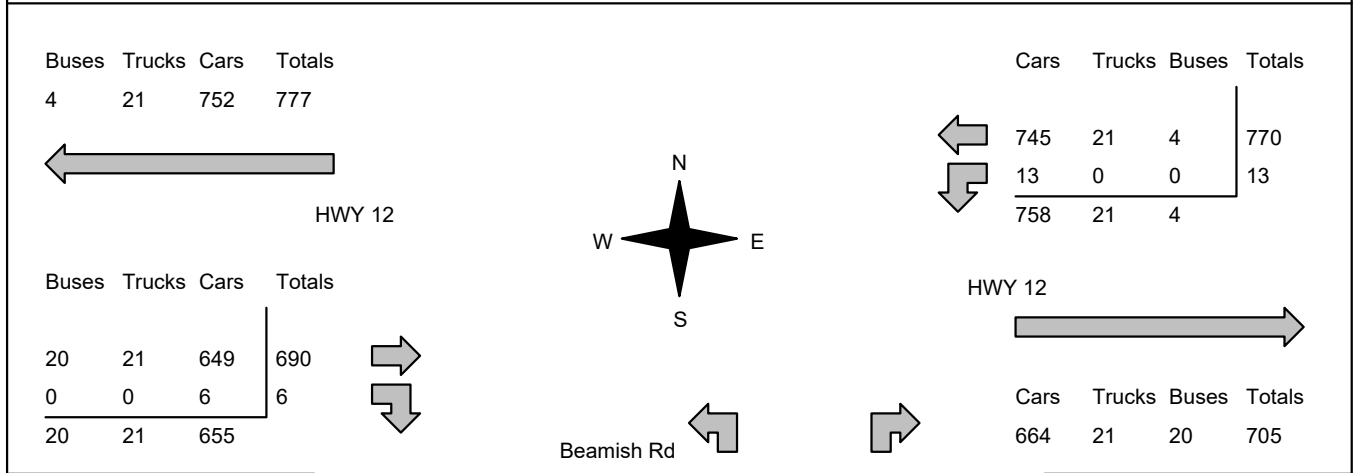 Buses Trucks Cars Totals
4 21 752 777
HWY 12
Buses Trucks Cars Totals
20 21 649 690
0 0 6 6
20 21 655
N
W E
S
Beamish Rd
Cars Trucks Buses Totals
745 21 4 770
13 0 0 13
758 21 4
HWY 12
Cars Trucks Buses Totals
664 21 20 705